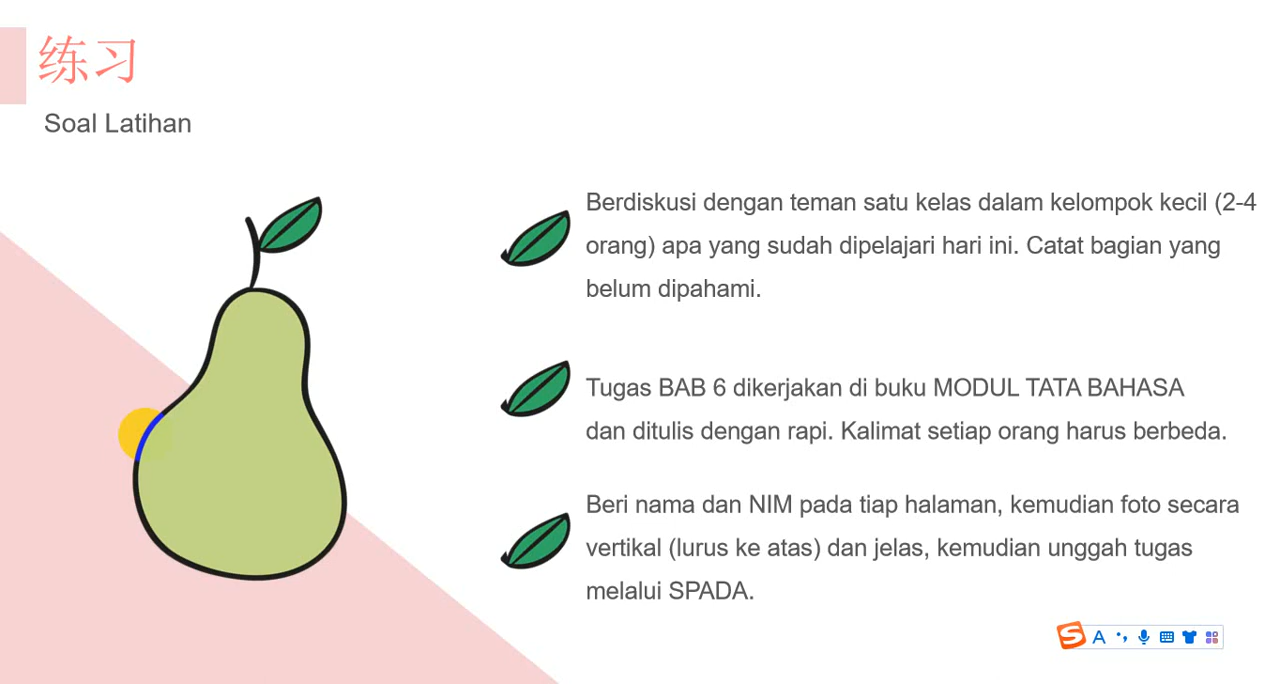 练习
Soal Latihan
Berdiskusi dengan teman satu kelas dalam kelompok kecil (2-4
orang) apa yang sudah dipelajari hari ini. Catat bagian yang
belum dipahami.
Tugas BAB 6 dikerjakan di buku MODUL TATA BAHASA
dan ditulis dengan rapi. Kalimat setiap orang harus berbeda.
Beri nama dan NIM pada tiap halaman, kemudian foto secara
vertikal (lurus ke atas) dan jelas, kemudian unggah tugas
melalui SPADA.
S A